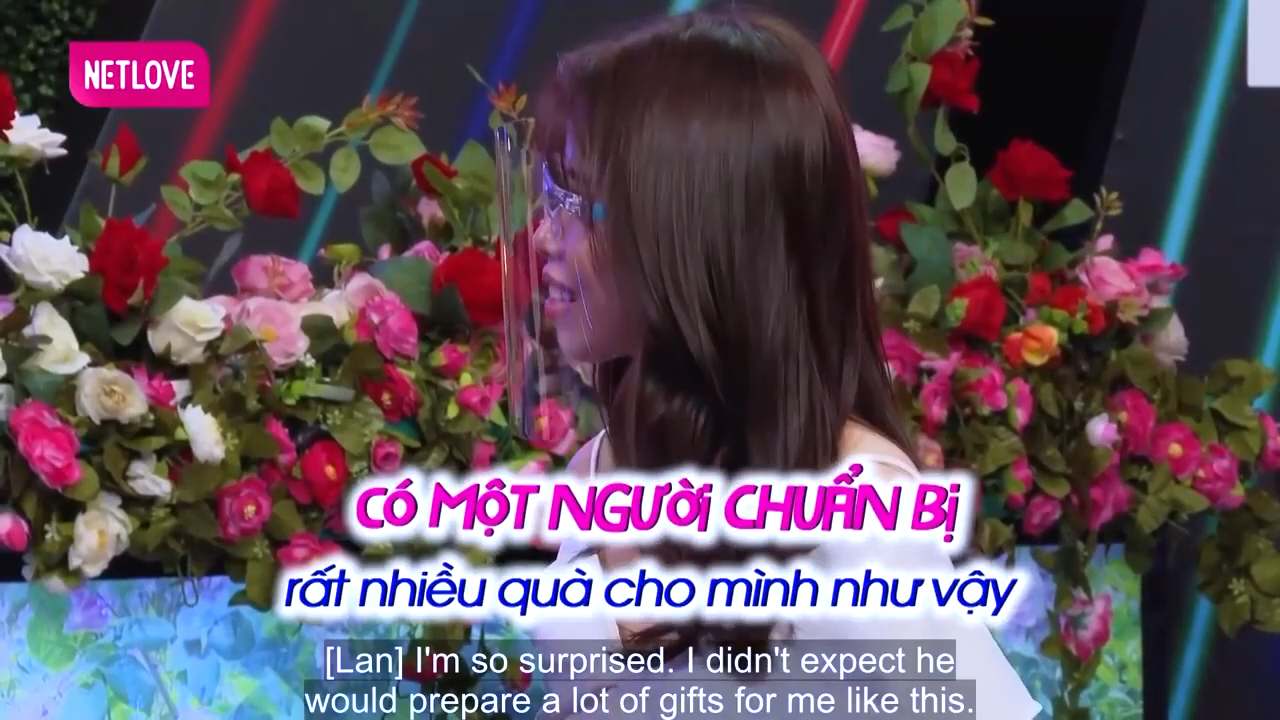 NETLOVE
CÓ MỘT NGƯỜI CHUẨN BỊ
rất nhiều quà cho mình như vậy
[Lan] I'm so surprised. I didn't expect he
would prepare a lot of gifts for me like this.